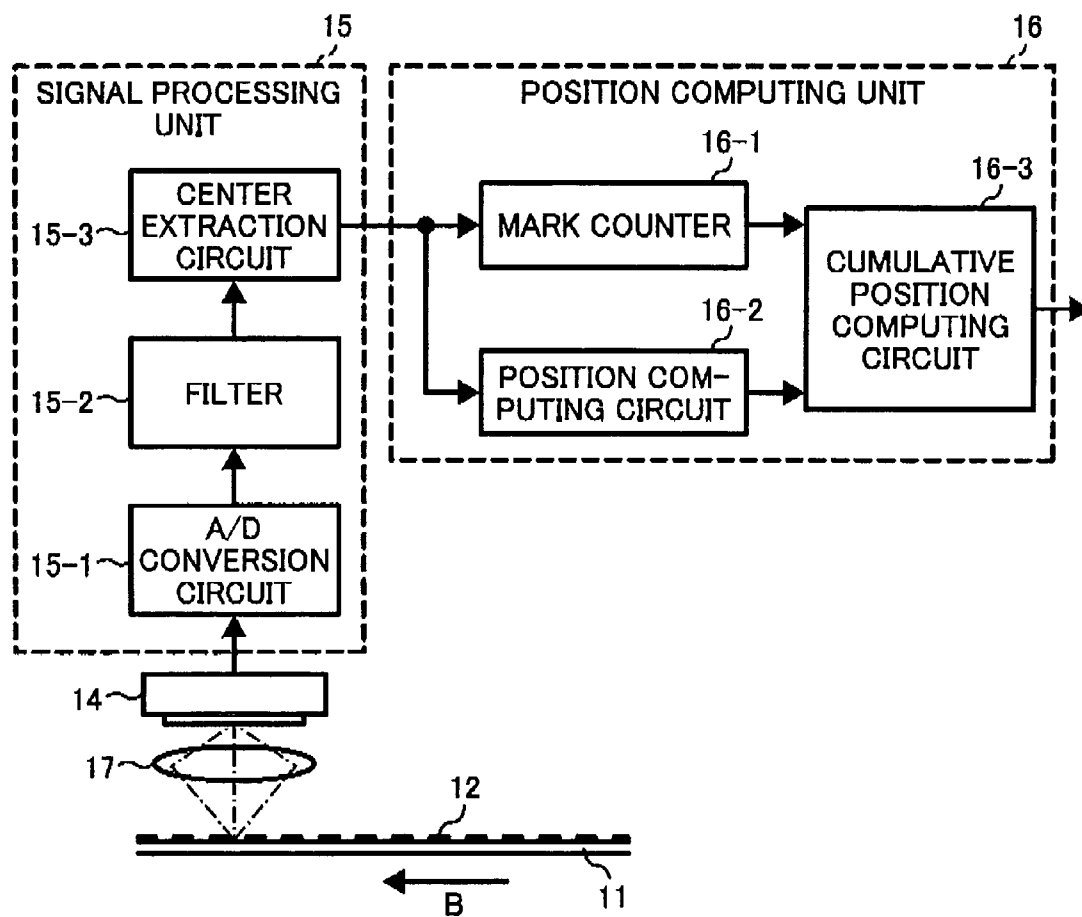 15
16
SIGNAL PROCESSING
UNIT
POSITION COMPUTING UNIT
16-1
16-3
15-3
CENTER
EXTRACTION
CIRCUIT
MARK COUNTER
CUMULATIVE
POSITION
COMPUTING
CIRCUIT
16-2
15-2
FILTER
POSITION COM-
PUTING CIRCUIT
15-1
A/D
CONVERSION
CIRCUIT
14
17
12
11
B